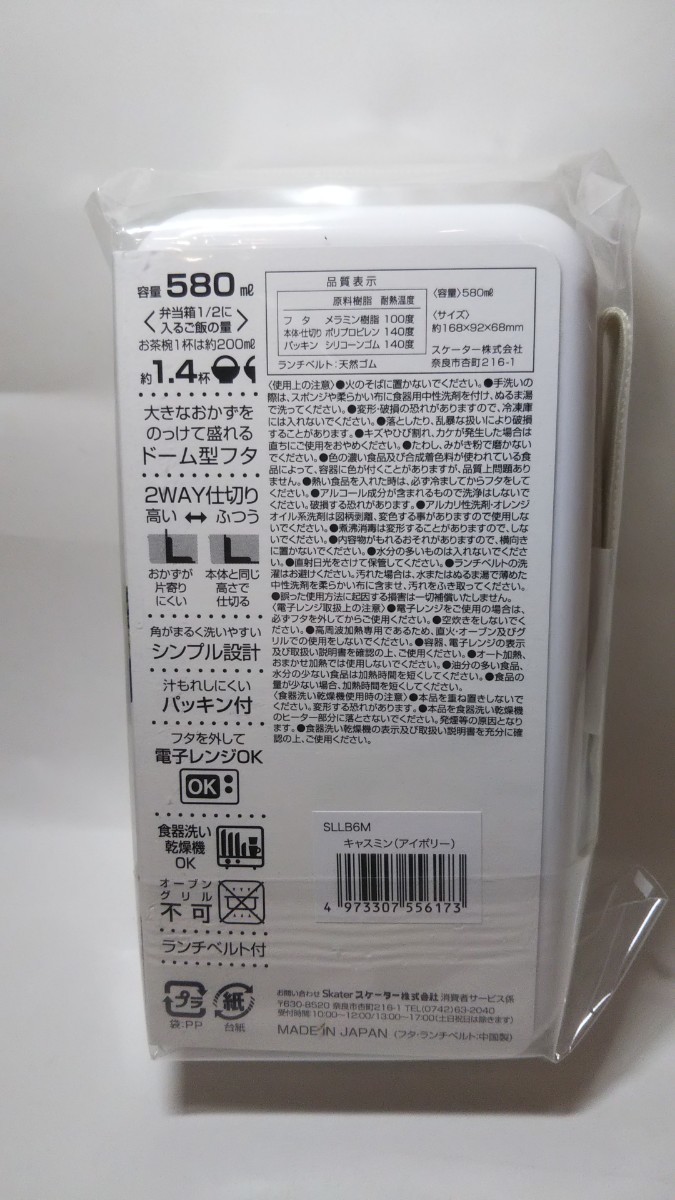 容量 580 ㎖
〈弁当箱1/2に
入るご飯の量〉
お茶碗1杯は約200㎖
約1.4杯
大きなおかずを
のっけて盛れる
ドーム型フタ
2WAY仕切り
高い ↔ ふつう
おかずが
片寄り
にくい
本体と同じ
高さで
仕切る
角がまるく洗いやすい
シンプル設計
汁もれしにくい
パッキン付
フタを外して
電子レンジOK
OK
食器洗い
乾燥機
OK
オーブン
グリル
不可
ランチベルト付
品質表示
原料樹脂 耐熱温度
フタ メラミン樹脂 100度
本体・仕切り ポリプロピレン 140度
パッキン シリコーンゴム 140度
ランチベルト:天然ゴム
〈容量〉580㎖
〈サイズ〉
約168×92×68mm
スケーター株式会社
奈良市杏町216-1
〈使用上の注意〉●火のそばに置かないでください。●手洗いの
際は、スポンジや柔らかい布に食器用中性洗剤を付け、ぬるま湯
で洗ってください。●変形・破損の恐れがありますので、冷凍庫
には入れないでください。●落としたり、乱暴な扱いにより破損
することがあります。●キズやひび割れ、カケが発生した場合は
直ちにご使用をおやめください。●たわし、みがき粉で磨かない
でください。●色の濃い食品及び合成着色料が使われている食
品によって、容器に色が付くことがありますが、品質上問題あり
ません。●熱い食品を入れた時は、必ず冷ましてからフタをして
ください。●アルコール成分が含まれるもので洗浄はしないで
ください。破損する恐れがあります。●アルカリ性洗剤・オレンジ
オイル系洗剤は図柄剥離、変色する事がありますので使用しな
いでください。●煮沸消毒は変形することがありますので、しな
いでください。●内容物がもれるおそれがありますので、横向き
に置かないでください。●水分の多いものは入れないでくださ
い。●直射日光をさけて保管してください。●ランチベルトの洗
濯はお避けください。汚れた場合は、水またはぬるま湯で薄めた
中性洗剤を柔らかい布に含ませ、汚れをふき取ってください。
●誤った使用方法に起因する損害は一切補償いたしません。
〈電子レンジ取扱上の注意〉●電子レンジをご使用の場合は、
必ずフタを外してからご使用ください。●空炊きをしないでくだ
さい。●高周波加熱専用であるため、直火・オーブン及びグ
リルでの使用をしないでください。●容器、電子レンジの表示
及び取扱い説明書を確認の上、ご使用ください。●オート加熱、
おまかせ加熱では使用しないでください。●油分の多い食品、
水分の少ない食品は加熱時間を短くしてください。●食品の
量が少ない場合、加熱時間を短くしてください。
〈食器洗い乾燥機使用時の注意〉●本品を重ね置きしないで
ください。変形する恐れがあります。●本品を食器洗い乾燥機
のヒーター部分に落とさないでください。発煙等の原因となり
ます。●食器洗い乾燥機の表示及び取扱い説明書を充分に確
認の上、ご使用ください。
SLLB6M
キャスミン(アイボリー)
4 973307 556173
プラ
袋:PP
紙
台紙
お問い合わせ Skater スケーター株式会社 消費者サービス係
〒630-8520 奈良市杏町216-1 TEL(0742)63-2040
受付時間/10:00〜12:00/13:00〜17:00(土日祝日は除きます)
MADE IN JAPAN (フタ・ランチベルト:中国製)